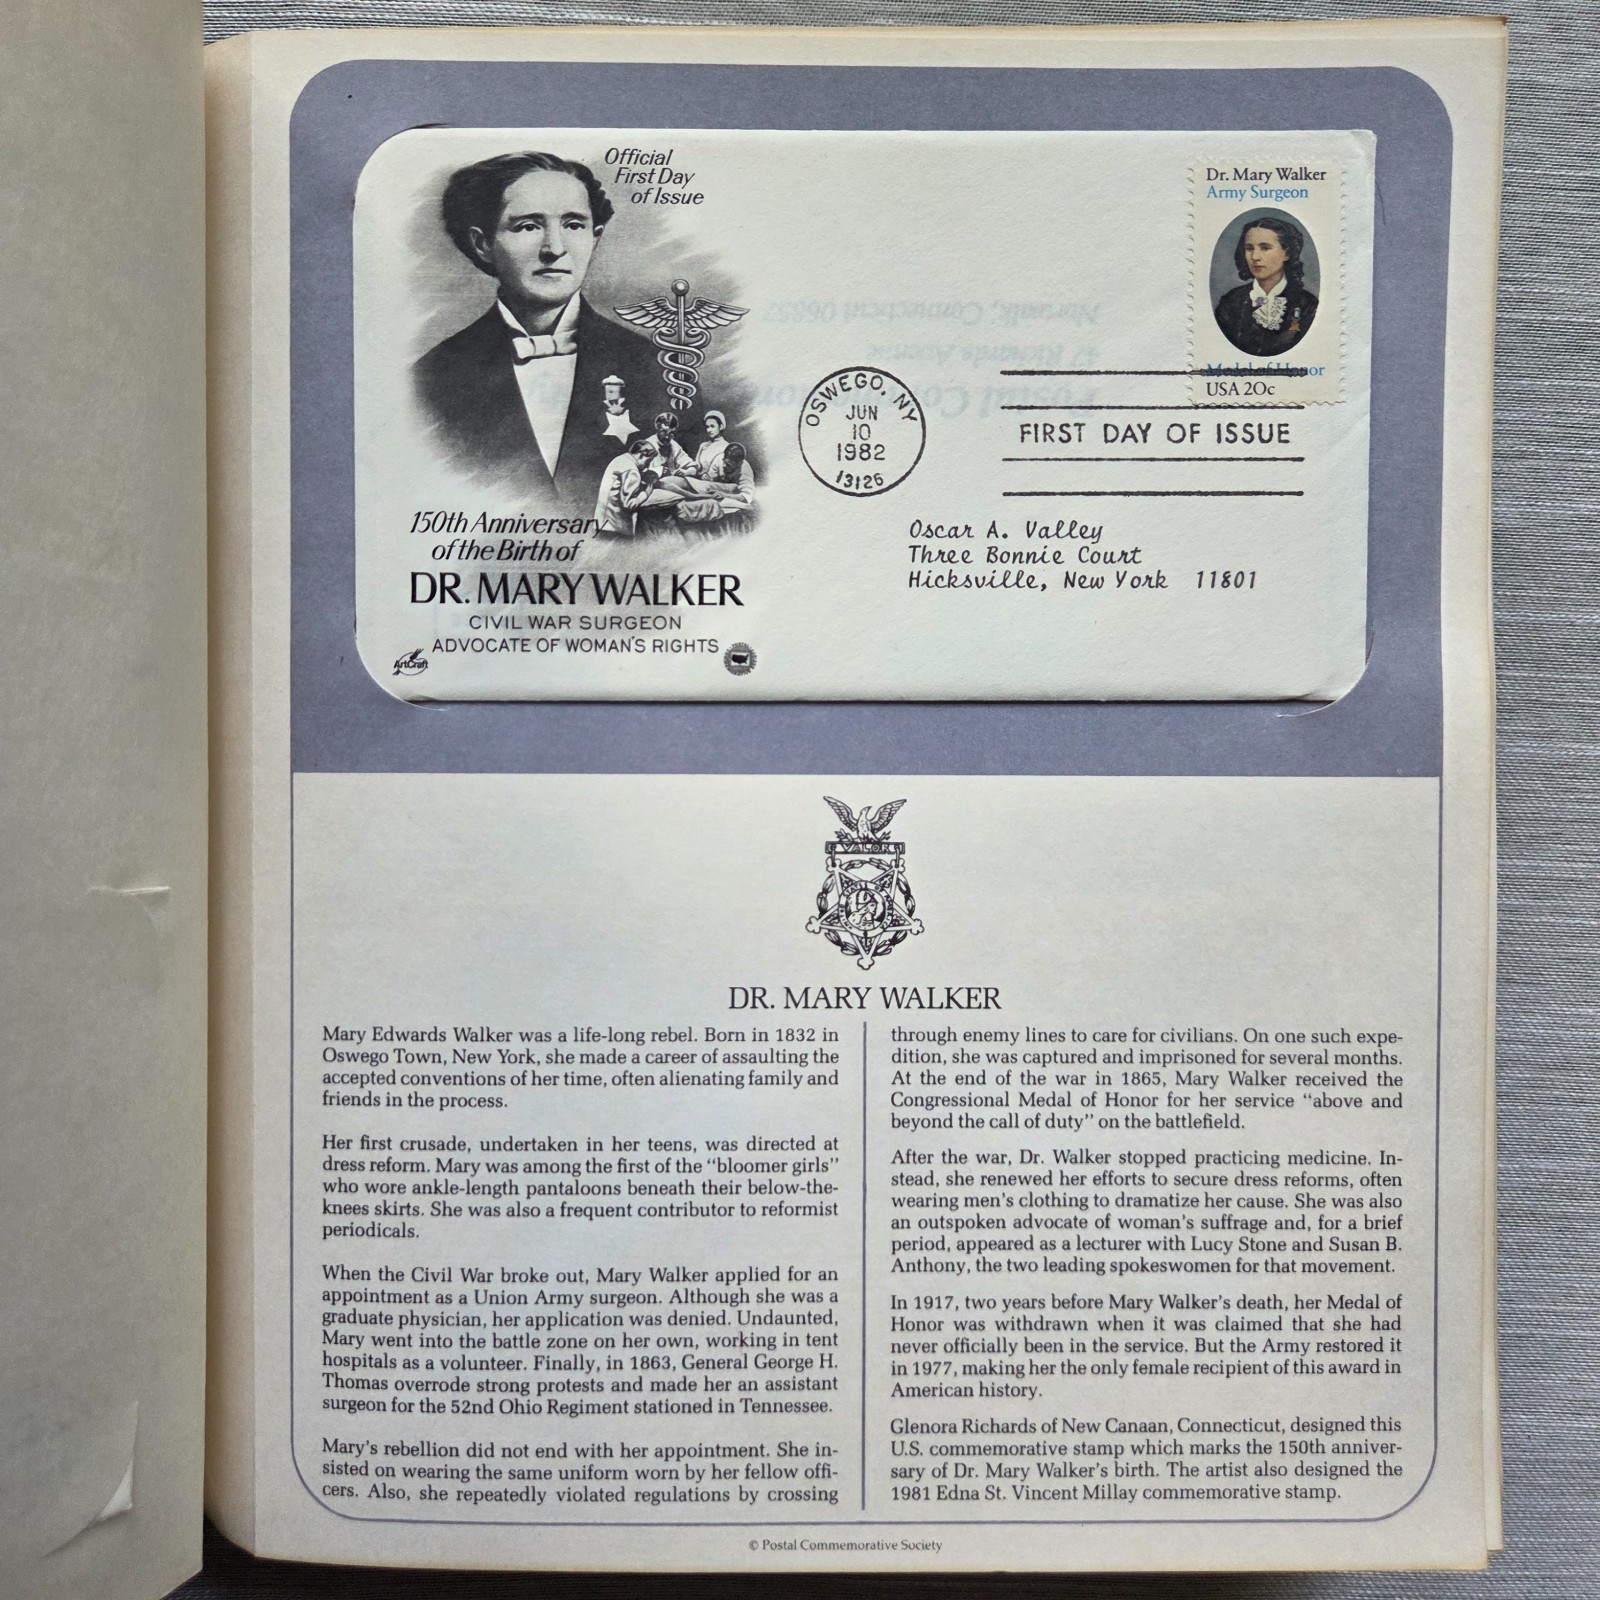 Official
First Day
of Issue
Dr. Mary Walker
Army Surgeon
Medal of Honor
USA 20c
OSWEGO, NY
JUN
10
1982
13126
FIRST DAY OF ISSUE
Oscar A. Valley
Three Bonnie Court
Hicksville, New York 11801
150th Anniversary
of the Birth of
DR. MARY WALKER
CIVIL WAR SURGEON
ADVOCATE OF WOMAN'S RIGHTS
ArtCraft
VALOR
DR. MARY WALKER
Mary Edwards Walker was a life-long rebel. Born in 1832 in
Oswego Town, New York, she made a career of assaulting the
accepted conventions of her time, often alienating family and
friends in the process.
Her first crusade, undertaken in her teens, was directed at
dress reform. Mary was among the first of the "bloomer girls"
who wore ankle-length pantaloons beneath their below-the-
knees skirts. She was also a frequent contributor to reformist
periodicals.
When the Civil War broke out, Mary Walker applied for an
appointment as a Union Army surgeon. Although she was a
graduate physician, her application was denied. Undaunted,
Mary went into the battle zone on her own, working in tent
hospitals as a volunteer. Finally, in 1863, General George H.
Thomas overrode strong protests and made her an assistant
surgeon for the 52nd Ohio Regiment stationed in Tennessee.
Mary's rebellion did not end with her appointment. She in-
sisted on wearing the same uniform worn by her fellow offi-
cers. Also, she repeatedly violated regulations by crossing
through enemy lines to care for civilians. On one such expe-
dition, she was captured and imprisoned for several months.
At the end of the war in 1865, Mary Walker received the
Congressional Medal of Honor for her service "above and
beyond the call of duty" on the battlefield.
After the war, Dr. Walker stopped practicing medicine. In-
stead, she renewed her efforts to secure dress reforms, often
wearing men's clothing to dramatize her cause. She was also
an outspoken advocate of woman's suffrage and, for a brief
period, appeared as a lecturer with Lucy Stone and Susan B.
Anthony, the two leading spokeswomen for that movement.
In 1917, two years before Mary Walker's death, her Medal of
Honor was withdrawn when it was claimed that she had
never officially been in the service. But the Army restored it
in 1977, making her the only female recipient of this award in
American history.
Glenora Richards of New Canaan, Connecticut, designed this
U.S. commemorative stamp which marks the 150th anniver-
sary of Dr. Mary Walker's birth. The artist also designed the
1981 Edna St. Vincent Millay commemorative stamp.
© Postal Commemorative Society